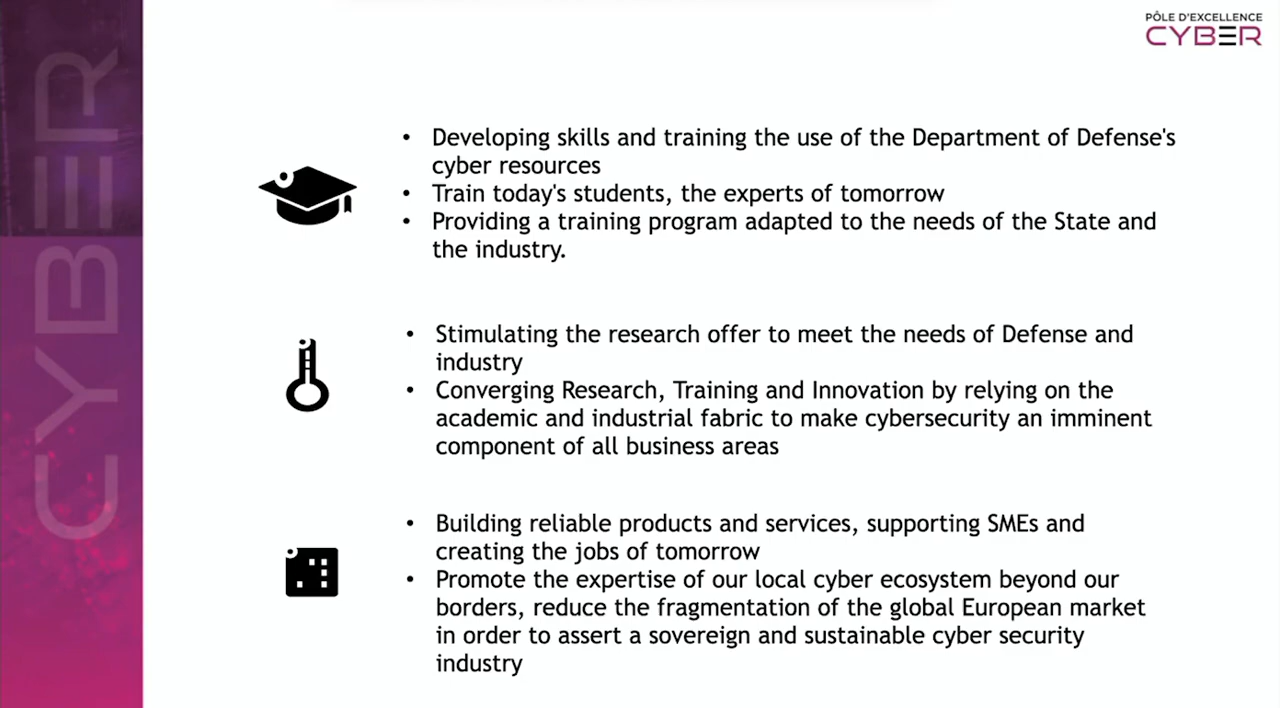 PÔLE D'EXCELLENCE
CYBER
CYBER
• Developing skills and training the use of the Department of Defense's
cyber resources
• Train today's students, the experts of tomorrow
• Providing a training program adapted to the needs of the State and
the industry.
• Stimulating the research offer to meet the needs of Defense and
industry
• Converging Research, Training and Innovation by relying on the
academic and industrial fabric to make cybersecurity an imminent
component of all business areas
• Building reliable products and services, supporting SMEs and
creating the jobs of tomorrow
• Promote the expertise of our local cyber ecosystem beyond our
borders, reduce the fragmentation of the global European market
in order to assert a sovereign and sustainable cyber security
industry